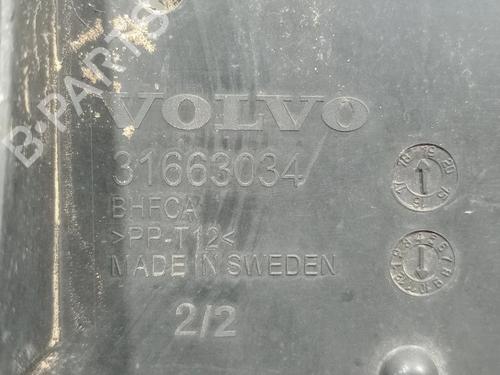 B-PARTS
VOLVO
31663034
BHFCA
>PP-T12<
MADE IN SWEDEN
2/2